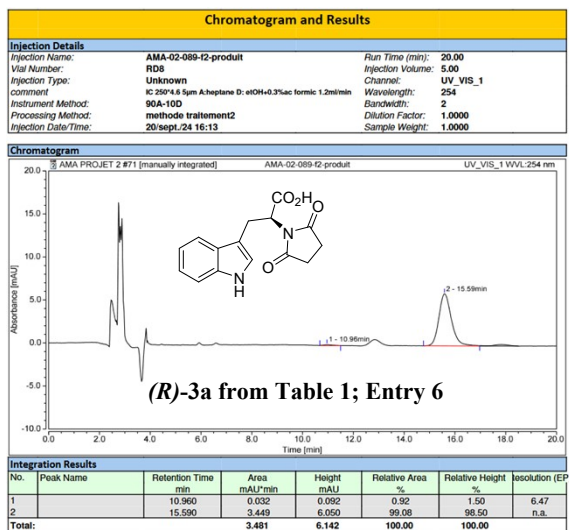 Chromatogram and Results
Injection Details
Injection Name: AMA-02-089-f2-produit Run Time (min): 20.00
Vial Number: RD8 Injection Volume: 5.00
Injection Type: Unknown Channel: UV_VIS_1
comment IC 250*4.6 5µm A:heptane D: etOH+0.3%ac formic 1.2ml/min Wavelength: 254
Instrument Method: 90A-10D Bandwidth: 2
Processing Method: methode traitement2 Dilution Factor: 1.0000
Injection Date/Time: 20/sept./24 16:13 Sample Weight: 1.0000
Chromatogram
AMA PROJET 2 #71 [manually integrated] AMA-02-089-f2-produit UV_VIS_1 WVL:254 nm
20.0
15.0
10.0
5.0
0.0
-5.0
-10.0
Absorbance [mAU]
CO₂H
O
N
O
N
H
2 - 15.59min
1 - 10.96min
(R)-3a from Table 1; Entry 6
0.0 2.0 4.0 6.0 8.0 10.0 12.0 14.0 16.0 18.0 20.0
Time [min]
Integration Results
No. Peak Name Retention Time Area Height Relative Area Relative Height Resolution (EP
min mAU*min mAU % %
1 10.960 0.032 0.092 0.92 1.50 6.47
2 15.590 3.449 6.050 99.08 98.50 n.a.
Total: 3.481 6.142 100.00 100.00